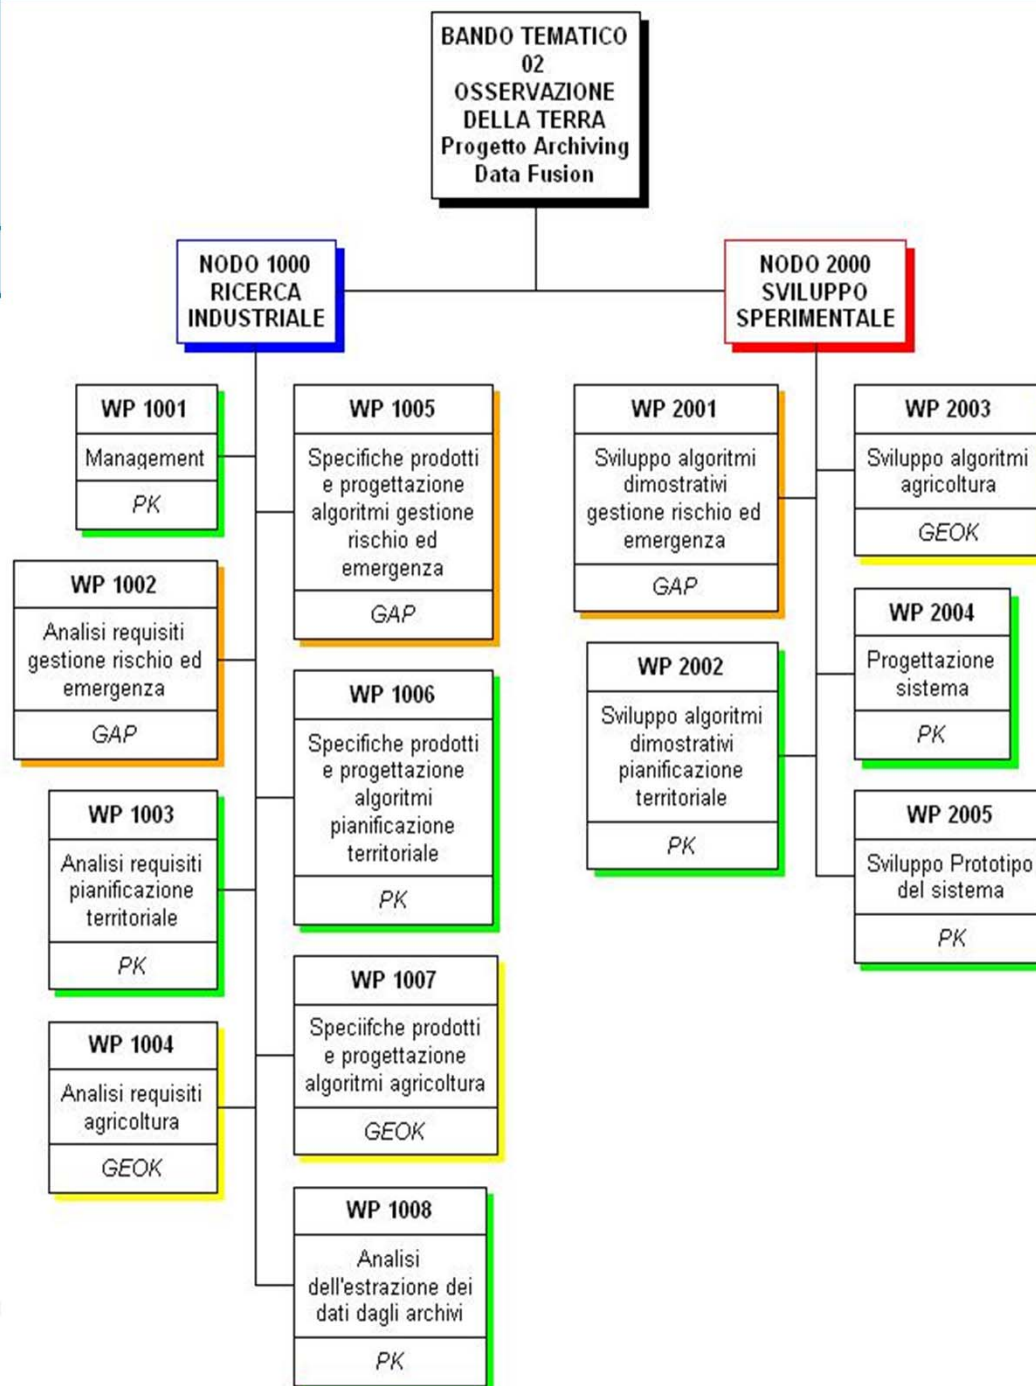 BANDO TEMATICO
02
OSSERVAZIONE
DELLA TERRA
Progetto Archiving
Data Fusion
NODO 1000
RICERCA
INDUSTRIALE
NODO 2000
SVILUPPO
SPERIMENTALE
WP 1001
Management
PK
WP 1002
Analisi requisiti
gestione rischio ed
emergenza
GAP
WP 1003
Analisi requisiti
pianificazione
territoriale
PK
WP 1004
Analisi requisiti
agricoltura
GEOK
WP 1005
Specifiche prodotti
e progettazione
algoritmi gestione
rischio ed
emergenza
GAP
WP 1006
Specifiche prodotti
e progettazione
algoritmi
pianificazione
territoriale
PK
WP 1007
Speciifche prodotti
e progettazione
algoritmi agricoltura
GEOK
WP 1008
Analisi
dell'estrazione dei
dati dagli archivi
PK
WP 2001
Sviluppo algoritmi
dimostrativi
gestione rischio ed
emergenza
GAP
WP 2002
Sviluppo algoritmi
dimostrativi
pianificazione
territoriale
PK
WP 2003
Sviluppo algoritmi
agricoltura
GEOK
WP 2004
Progettazione
sistema
PK
WP 2005
Sviluppo Prototipo
del sistema
PK